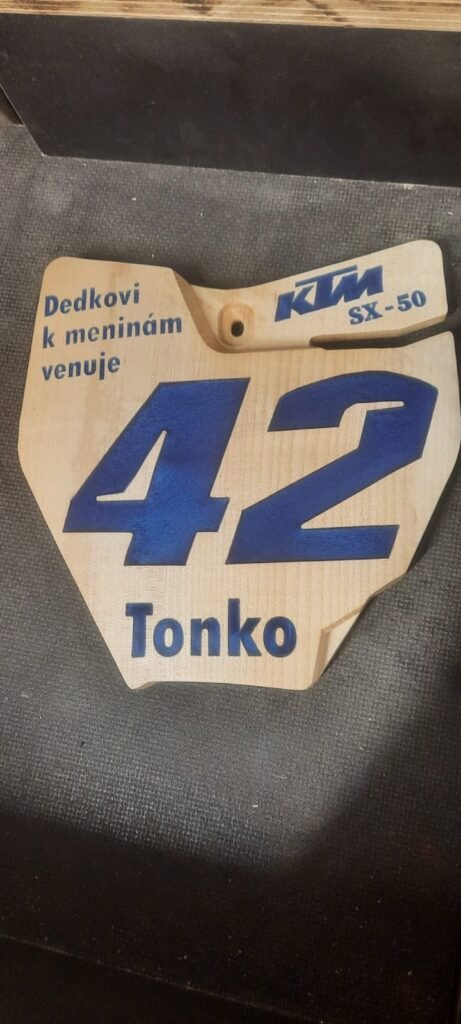 Dedkovi
k meninám
venuje
KTM
SX-50
42
Tonko